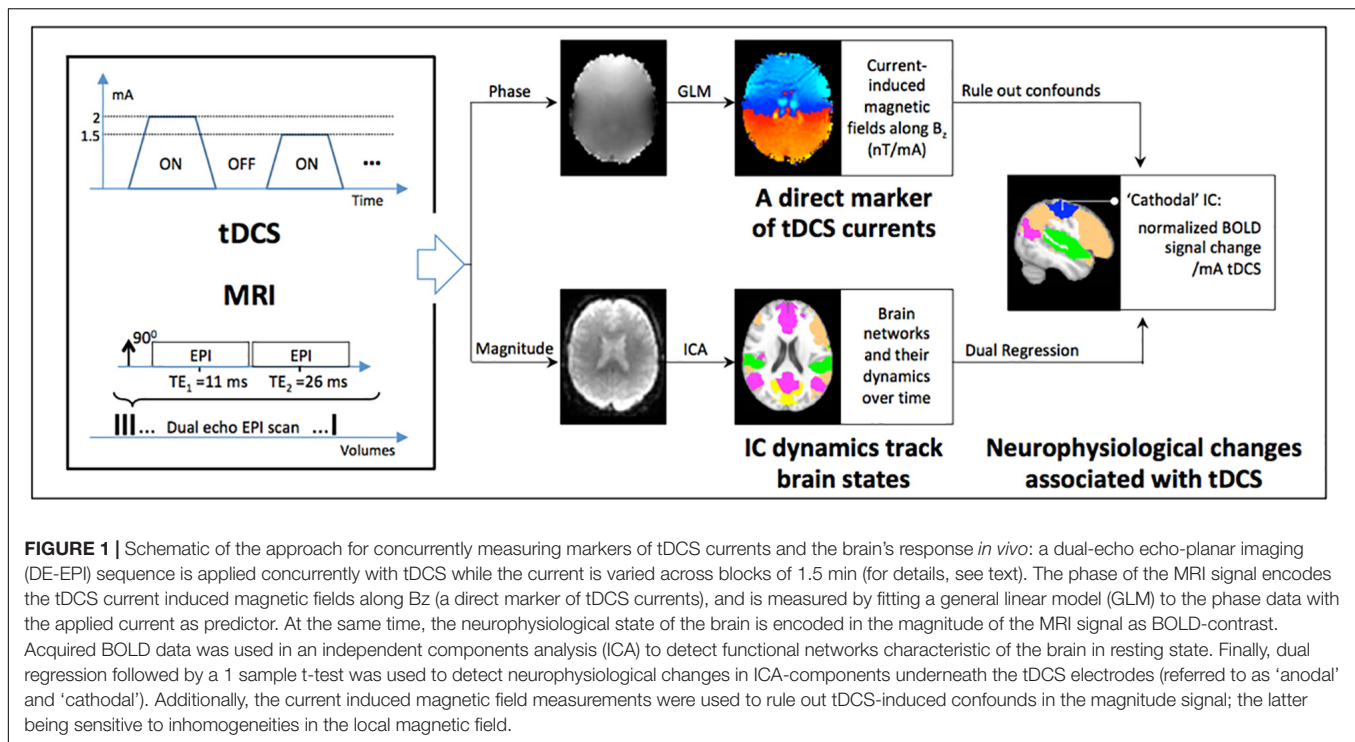 mA
2
1.5
ON
OFF
ON
•••
Time
tDCS
MRI
90⁰
EPI
EPI
TE₁ =11 ms
TE₂ =26 ms
... Dual echo EPI scan ...
Volumes
Phase
GLM
Current-
induced
magnetic
fields along Bz
(nT/mA)
Rule out confounds
A direct marker
of tDCS currents
Magnitude
ICA
Brain
networks
and their
dynamics
over time
Dual Regression
IC dynamics track
brain states
'Cathodal' IC:
normalized BOLD
signal change
/mA tDCS
Neurophysiological changes
associated with tDCS
FIGURE 1 | Schematic of the approach for concurrently measuring markers of tDCS currents and the brain's response in vivo: a dual-echo echo-planar imaging
(DE-EPI) sequence is applied concurrently with tDCS while the current is varied across blocks of 1.5 min (for details, see text). The phase of the MRI signal encodes
the tDCS current induced magnetic fields along Bz (a direct marker of tDCS currents), and is measured by fitting a general linear model (GLM) to the phase data with
the applied current as predictor. At the same time, the neurophysiological state of the brain is encoded in the magnitude of the MRI signal as BOLD-contrast.
Acquired BOLD data was used in an independent components analysis (ICA) to detect functional networks characteristic of the brain in resting state. Finally, dual
regression followed by a 1 sample t-test was used to detect neurophysiological changes in ICA-components underneath the tDCS electrodes (referred to as 'anodal'
and 'cathodal'). Additionally, the current induced magnetic field measurements were used to rule out tDCS-induced confounds in the magnitude signal; the latter
being sensitive to inhomogeneities in the local magnetic field.